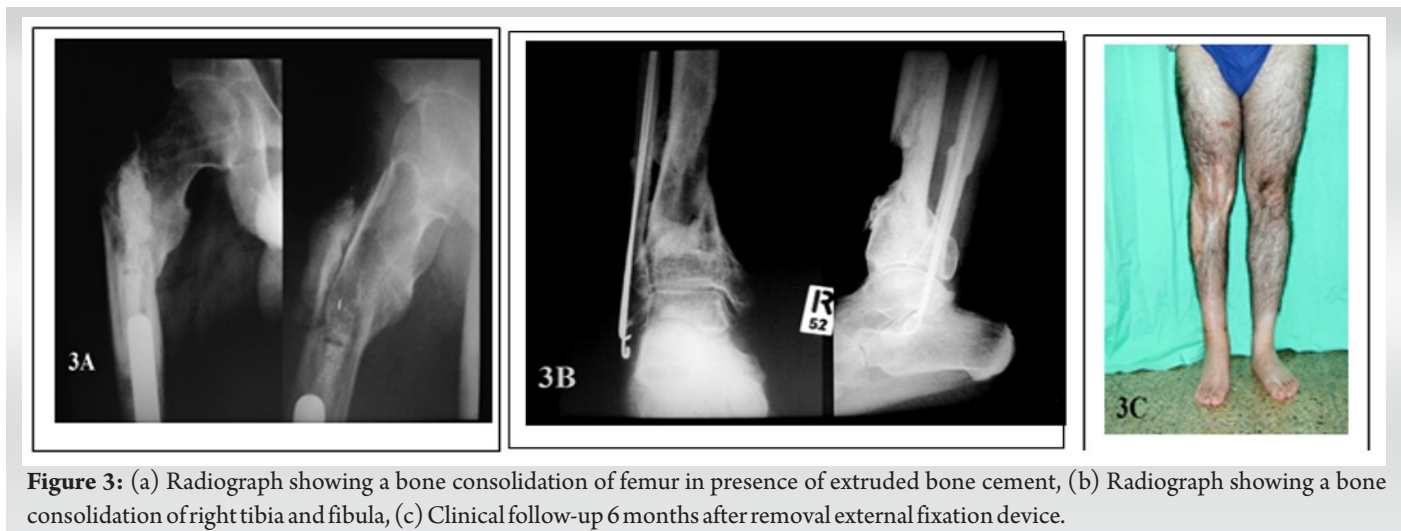 3A
3B
R
52
3C
Figure 3: (a) Radiograph showing a bone consolidation of femur in presence of extruded bone cement, (b) Radiograph showing a bone
consolidation of right tibia and fibula, (c) Clinical follow-up 6 months after removal external fixation device.